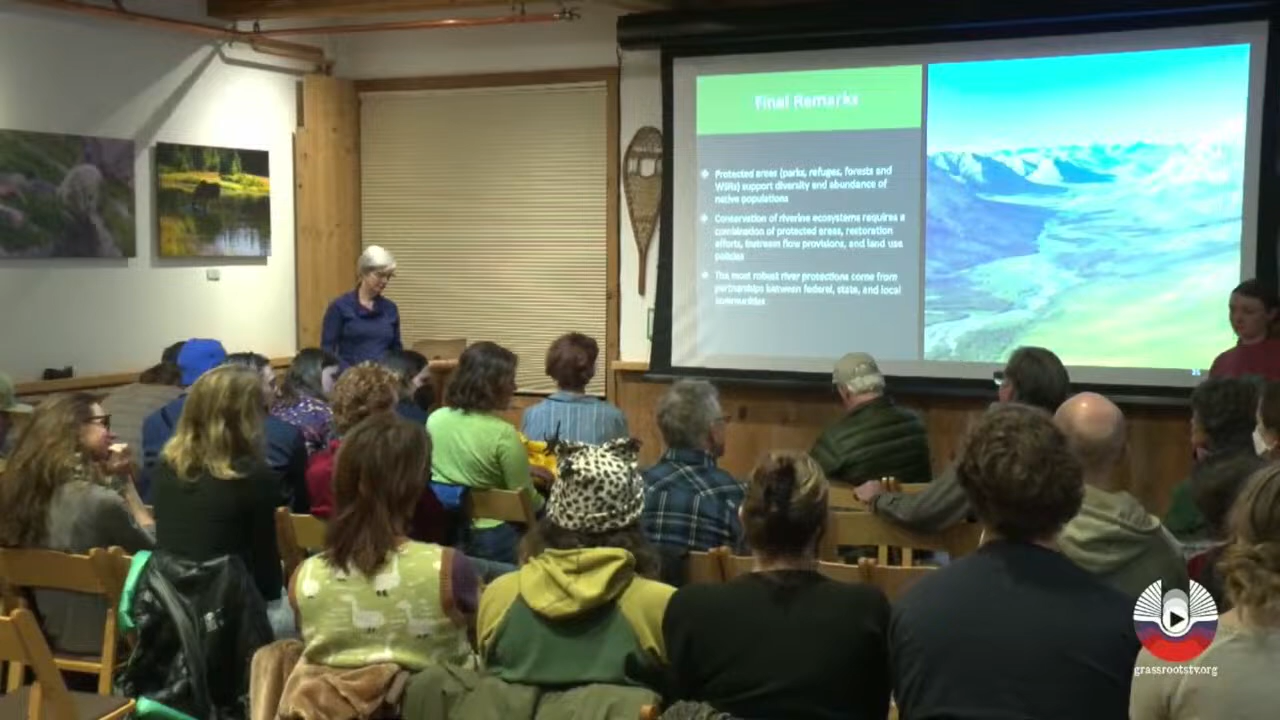 Final Remarks
Protected areas (parks, refuges, forests and
WSRs) support diversity and abundance of
native populations
Conservation of riverine ecosystems requires a
combination of protected areas, restoration
efforts, instream flow provisions, and land use
policies
The most robust river protections come from
partnerships between federal, state, and local
communities
grassrootstv.org